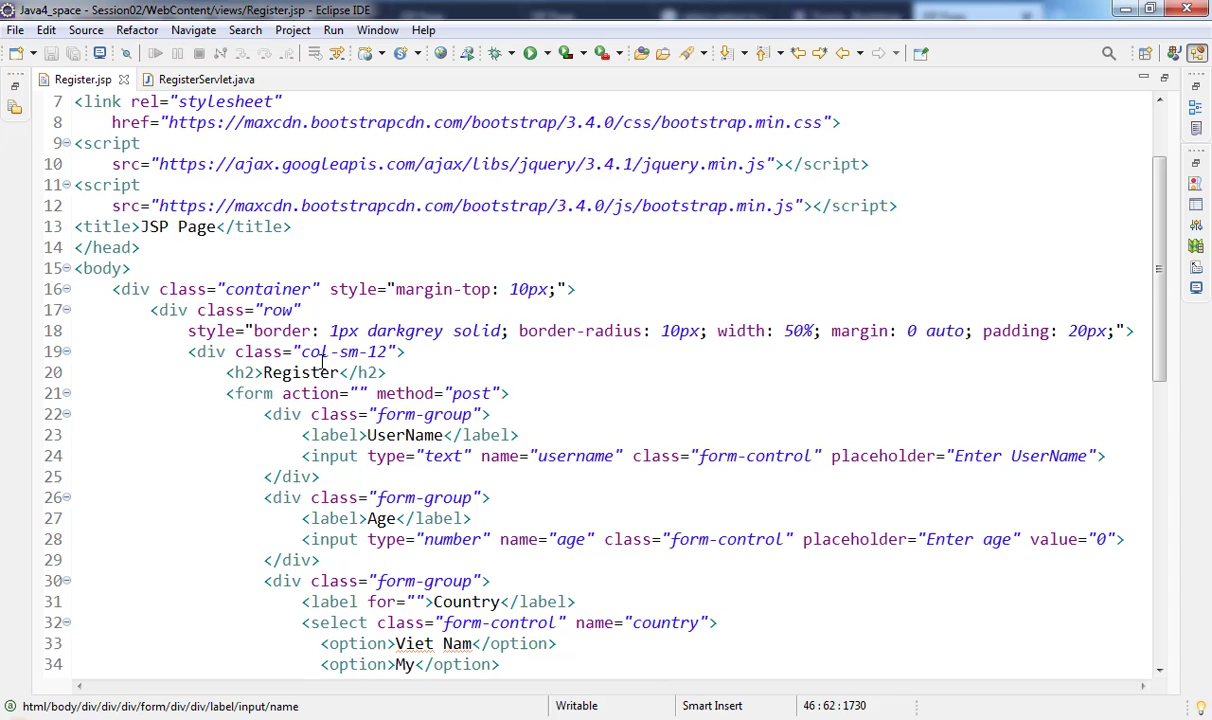 Java4_space - Session02/WebContent/views/Register.jsp - Eclipse IDE
File Edit Source Refactor Navigate Search Project Run Window Help
Register.jsp RegisterServlet.java
7 <link rel="stylesheet"
8 href="https://maxcdn.bootstrapcdn.com/bootstrap/3.4.0/css/bootstrap.min.css">
9 <script
10 src="https://ajax.googleapis.com/ajax/libs/jquery/3.4.1/jquery.min.js"></script>
11 <script
12 src="https://maxcdn.bootstrapcdn.com/bootstrap/3.4.0/js/bootstrap.min.js"></script>
13 <title>JSP Page</title>
14 </head>
15 <body>
16 <div class="container" style="margin-top: 10px;">
17 <div class="row"
18 style="border: 1px darkgrey solid; border-radius: 10px; width: 50%; margin: 0 auto; padding: 20px;">
19 <div class="col-sm-12">
20 <h2>Register</h2>
21 <form action="" method="post">
22 <div class="form-group">
23 <label>UserName</label>
24 <input type="text" name="username" class="form-control" placeholder="Enter UserName">
25 </div>
26 <div class="form-group">
27 <label>Age</label>
28 <input type="number" name="age" class="form-control" placeholder="Enter age" value="0">
29 </div>
30 <div class="form-group">
31 <label for="">Country</label>
32 <select class="form-control" name="country">
33 <option>Viet Nam</option>
34 <option>My</option>
html/body/div/div/div/form/div/div/label/input/name Writable Smart Insert 46 : 62 : 1730